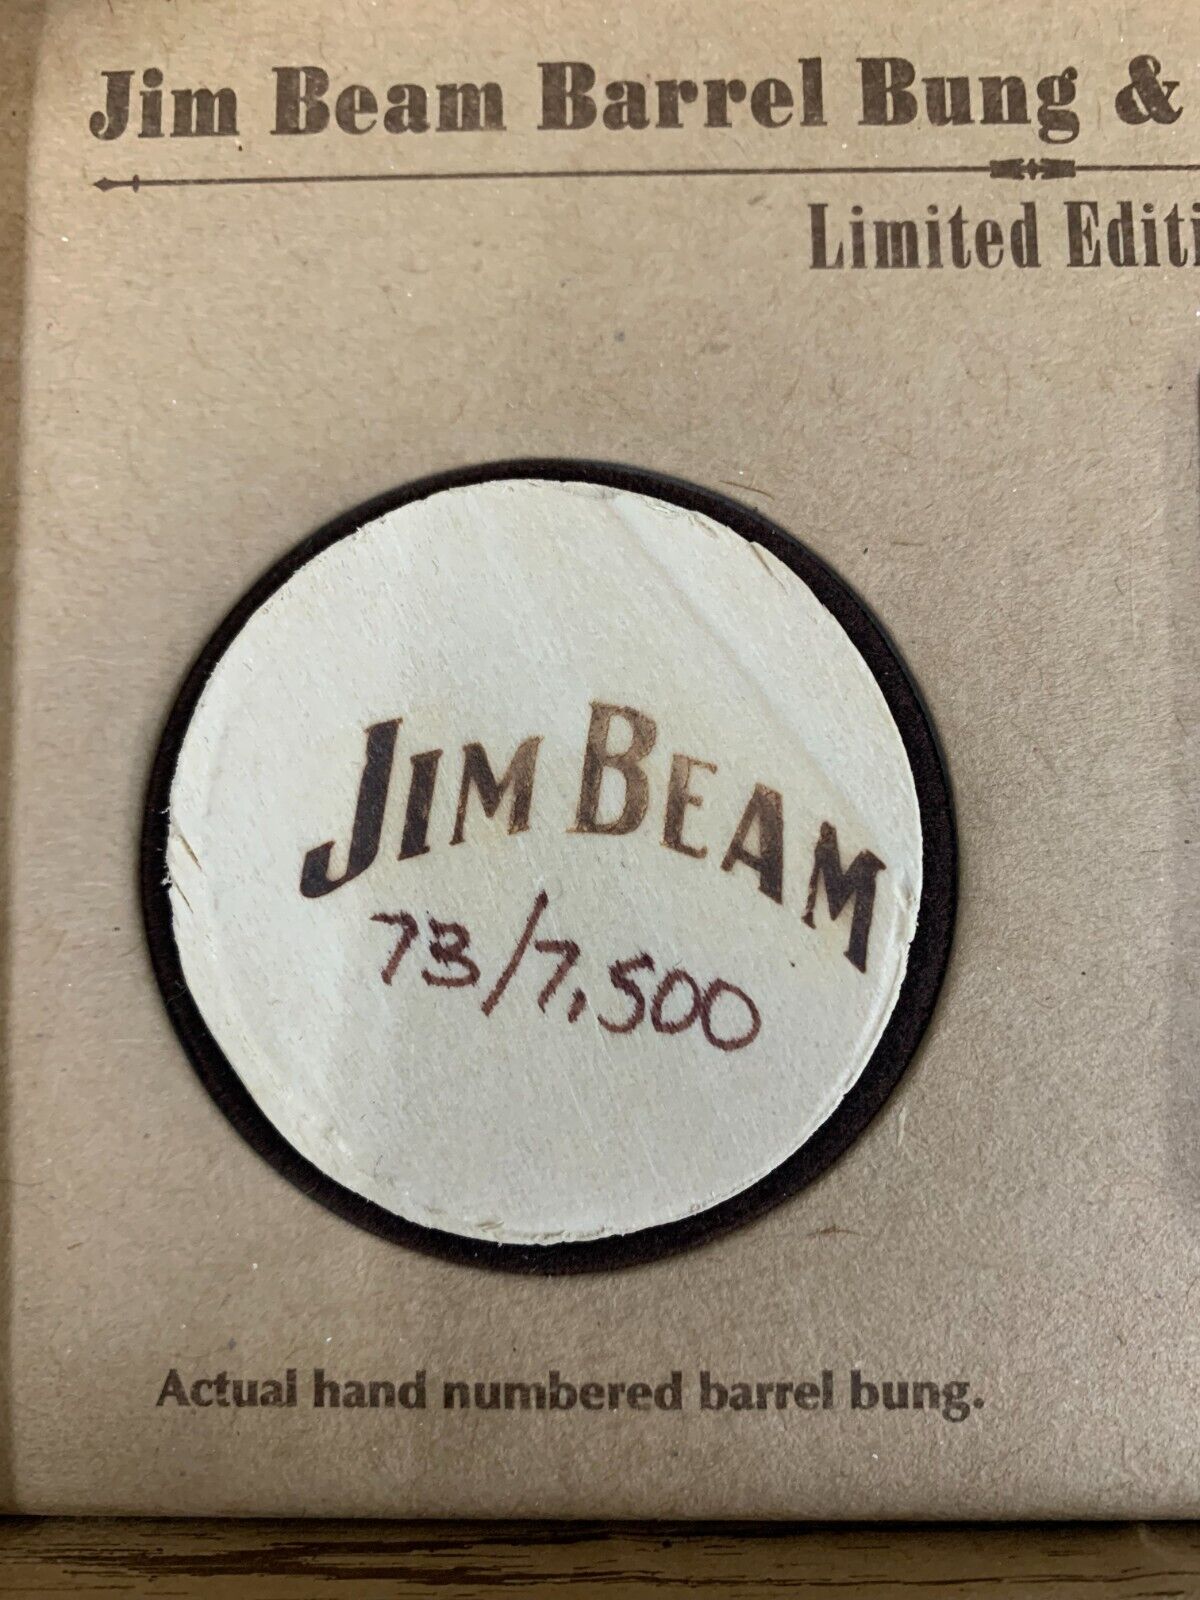 Jim Beam Barrel Bung &
Limited Editi
JIM BEAM
73/7,500
Actual hand numbered barrel bung.